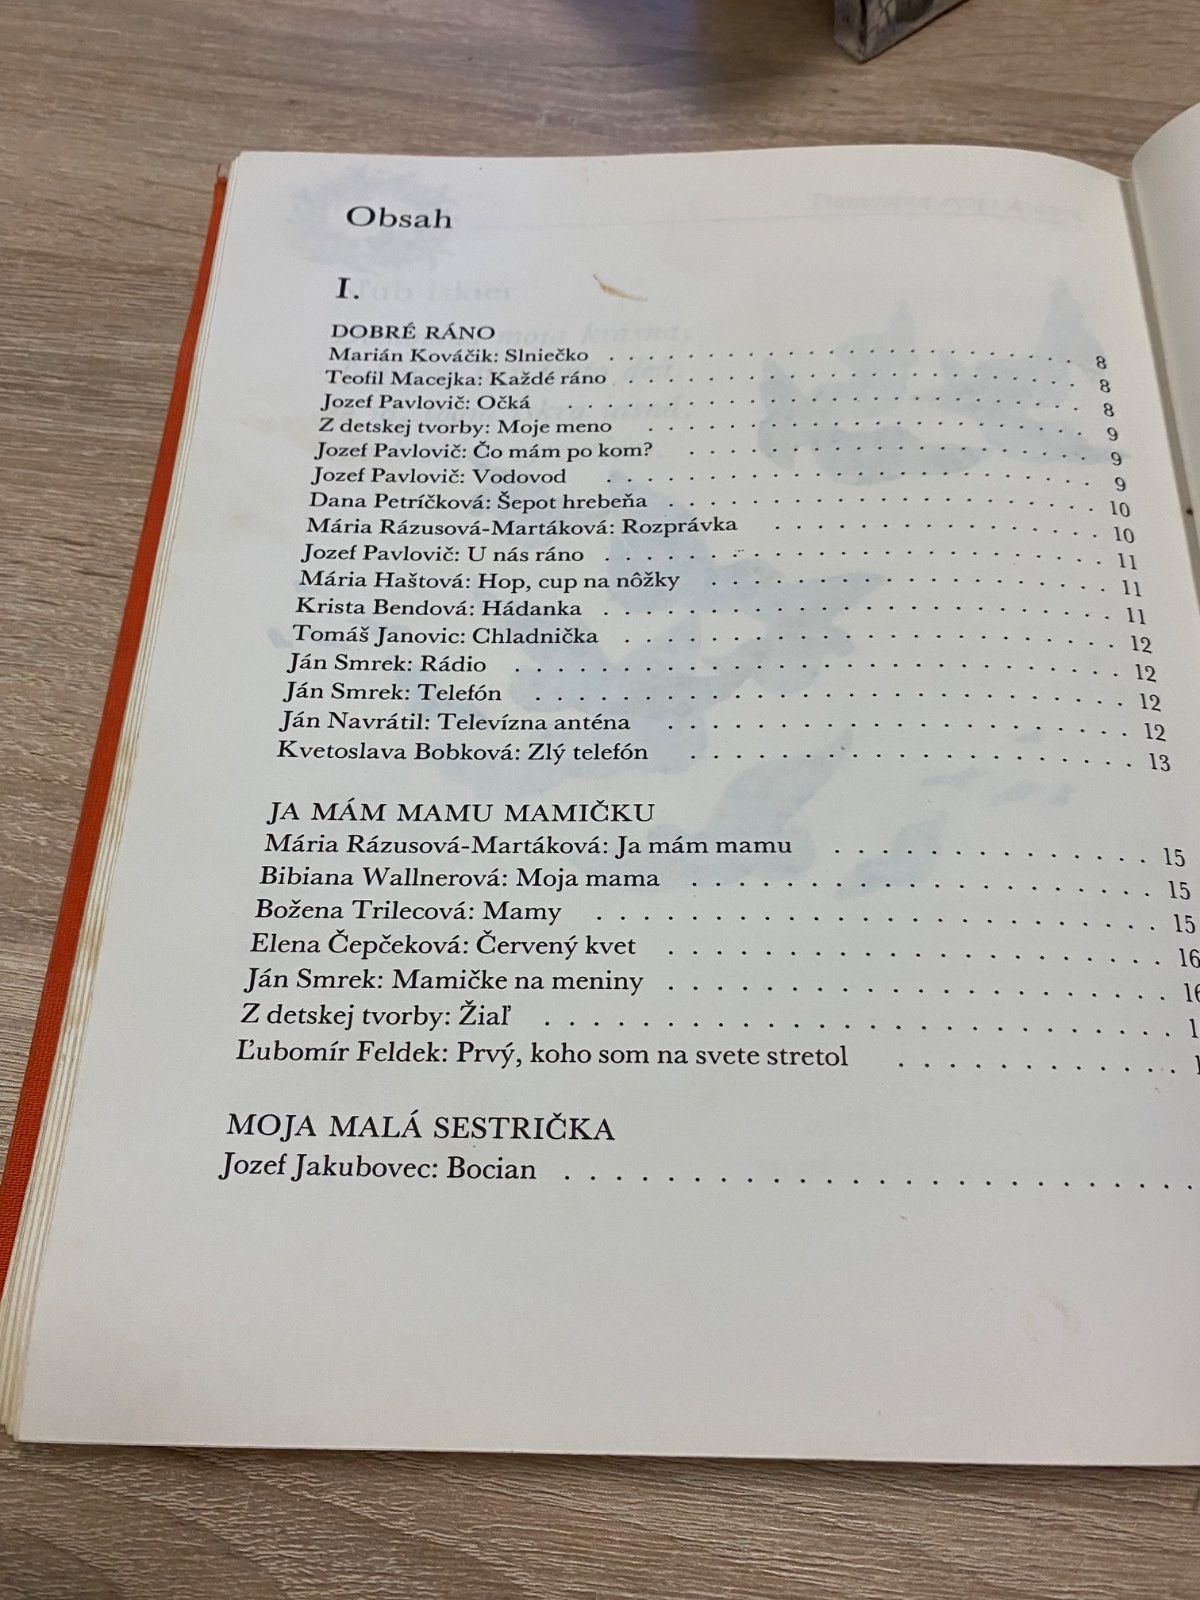 Obsah
I.
DOBRÉ RÁNO
Marián Kováčik: Slniečko . . . . . . . . . . . . . . . . . . . . 8
Teofil Macejka: Každé ráno . . . . . . . . . . . . . . . . . . . 8
Jozef Pavlovič: Očká . . . . . . . . . . . . . . . . . . . . 8
Z detskej tvorby: Moje meno . . . . . . . . . . . . . . . . . 9
Jozef Pavlovič: Čo mám po kom? . . . . . . . . . . . . . . . . 9
Jozef Pavlovič: Vodovod . . . . . . . . . . . . . . . . . . . 9
Dana Petríčková: Šepot hrebeňa . . . . . . . . . . . . . . . . . 10
Mária Rázusová-Martáková: Rozprávka . . . . . . . . . . . . . 10
Jozef Pavlovič: U nás ráno . . . . . . . . . . . . . . . . . . 11
Mária Haštová: Hop, cup na nôžky . . . . . . . . . . . . . . . 11
Krista Bendová: Hádanka . . . . . . . . . . . . . . . . . . . 11
Tomáš Janovic: Chladnička . . . . . . . . . . . . . . . . . . 12
Ján Smrek: Rádio . . . . . . . . . . . . . . . . . . . . . . 12
Ján Smrek: Telefón . . . . . . . . . . . . . . . . . . . . . 12
Ján Navrátil: Televízna anténa . . . . . . . . . . . . . . . . . 12
Kvetoslava Bobková: Zlý telefón . . . . . . . . . . . . . . . . 13
JA MÁM MAMU MAMIČKU
Mária Rázusová-Martáková: Ja mám mamu . . . . . . . . . . . . 15
Bibiana Wallnerová: Moja mama . . . . . . . . . . . . . . . . . 15
Božena Trilecová: Mamy . . . . . . . . . . . . . . . . . . . . 15
Elena Čepčeková: Červený kvet . . . . . . . . . . . . . . . . . 16
Ján Smrek: Mamičke na meniny . . . . . . . . . . . . . . . . . 16
Z detskej tvorby: Žiaľ . . . . . . . . . . . . . . . . . . . . . .
Ľubomír Feldek: Prvý, koho som na svete stretol . . . . . . . . . . .
MOJA MALÁ SESTRIČKA
Jozef Jakubovec: Bocian . . . . . . . . . . . . . . . . . . . . . .